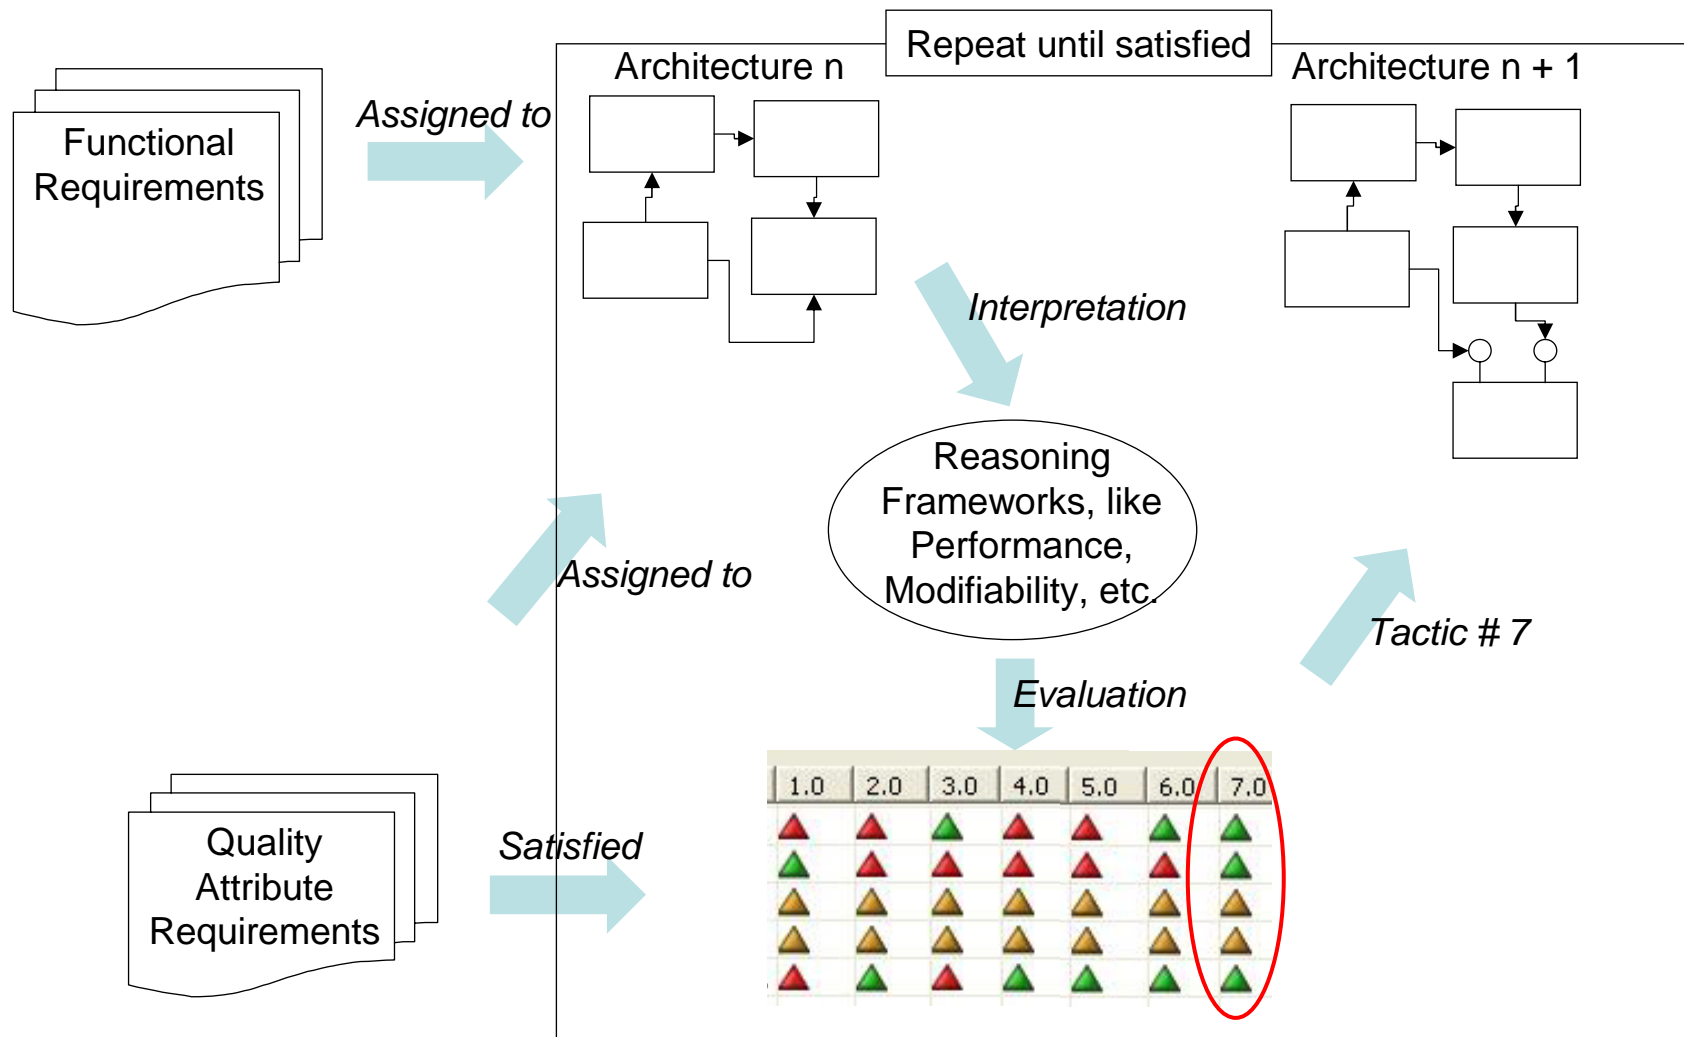 Repeat until satisfied
Architecture n
Architecture n + 1
Assigned to
Functional
Requirements
Interpretation
Reasoning
Frameworks, like
Performance,
Modifiability, etc.
Assigned to
Tactic # 7
Evaluation
1.0 2.0 3.0 4.0 5.0 6.0 7.0
Quality
Attribute
Requirements
Satisfied